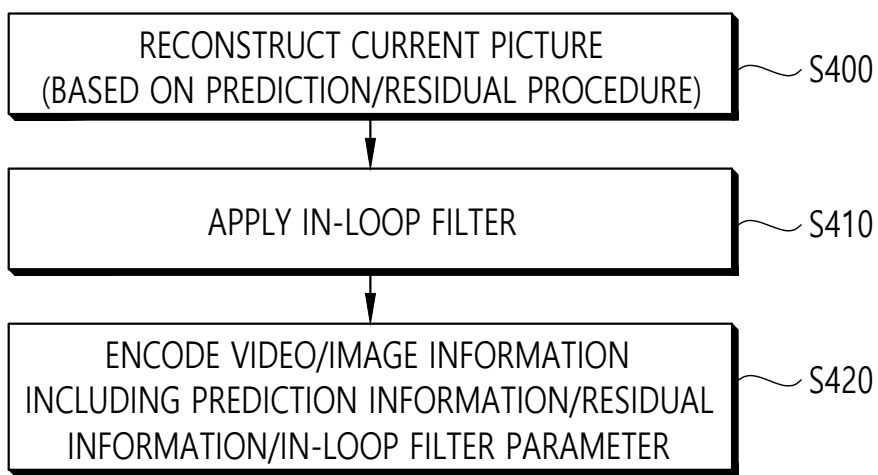 RECONSTRUCT CURRENT PICTURE
(BASED ON PREDICTION/RESIDUAL PROCEDURE)
S400
APPLY IN-LOOP FILTER
S410
ENCODE VIDEO/IMAGE INFORMATION
INCLUDING PREDICTION INFORMATION/RESIDUAL
INFORMATION/IN-LOOP FILTER PARAMETER
S420